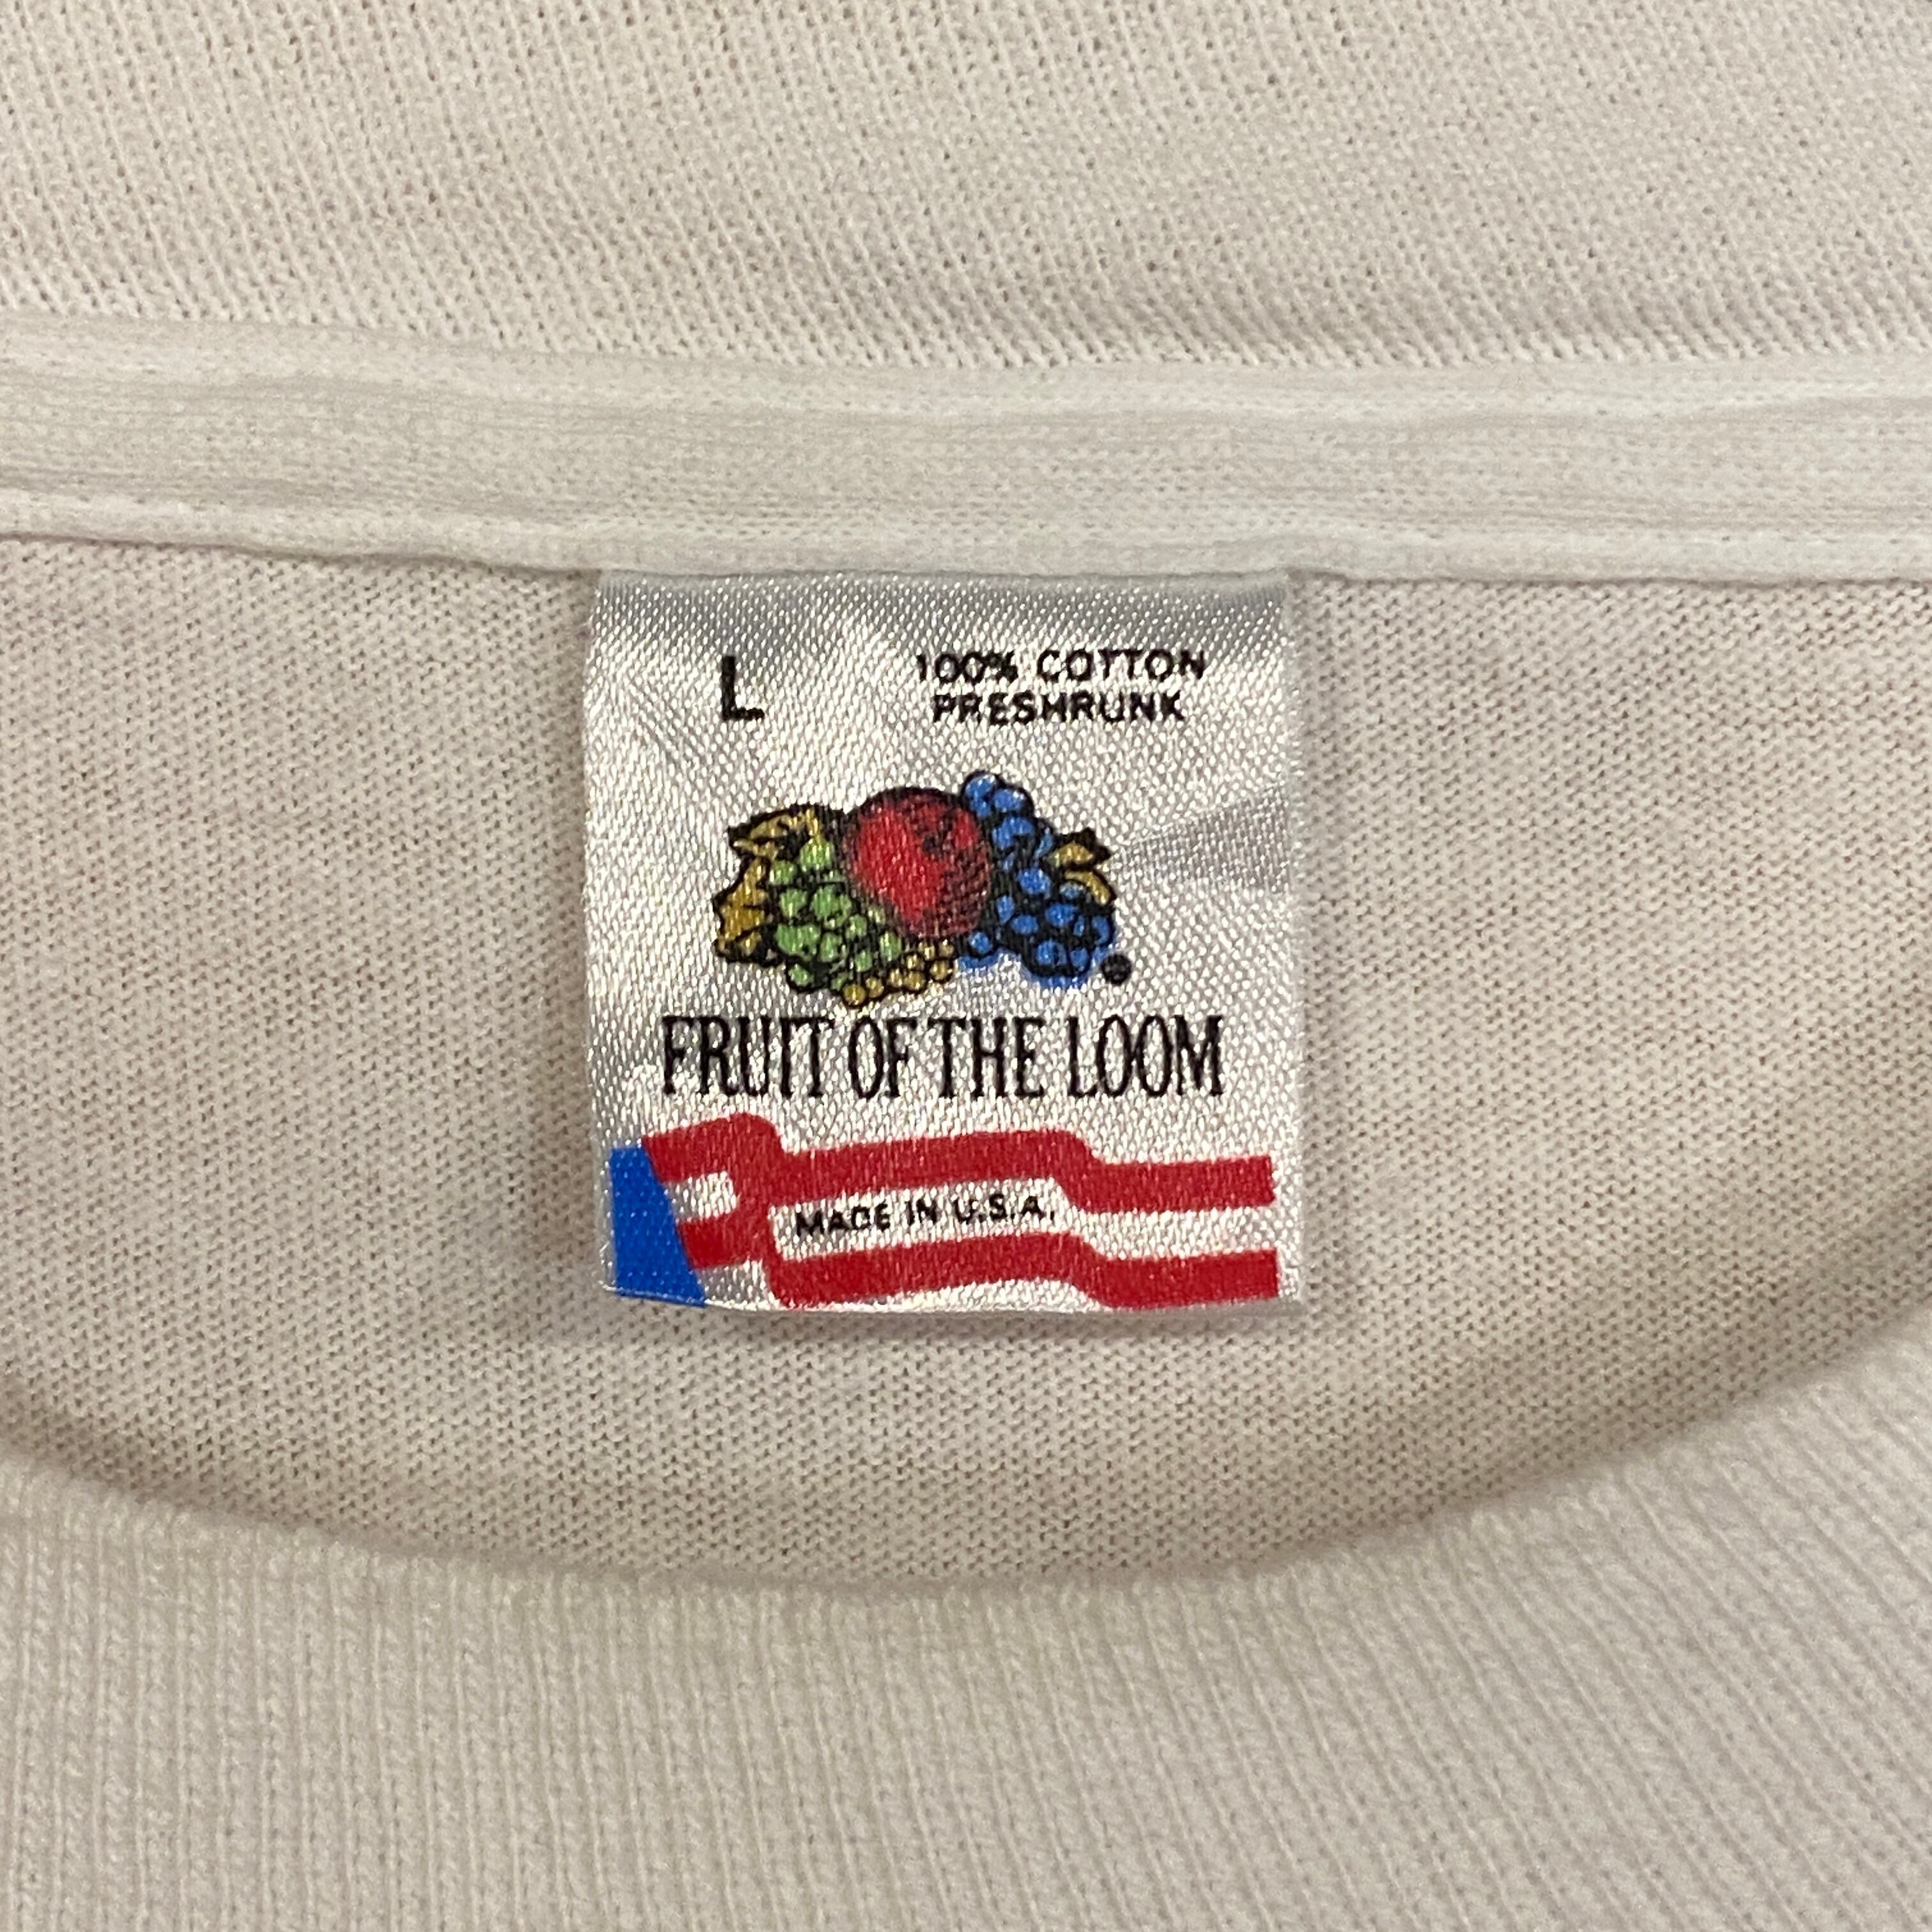 L
100% COTTON
PRESHRUNK
FRUIT OF THE LOOM
MADE IN U.S.A.